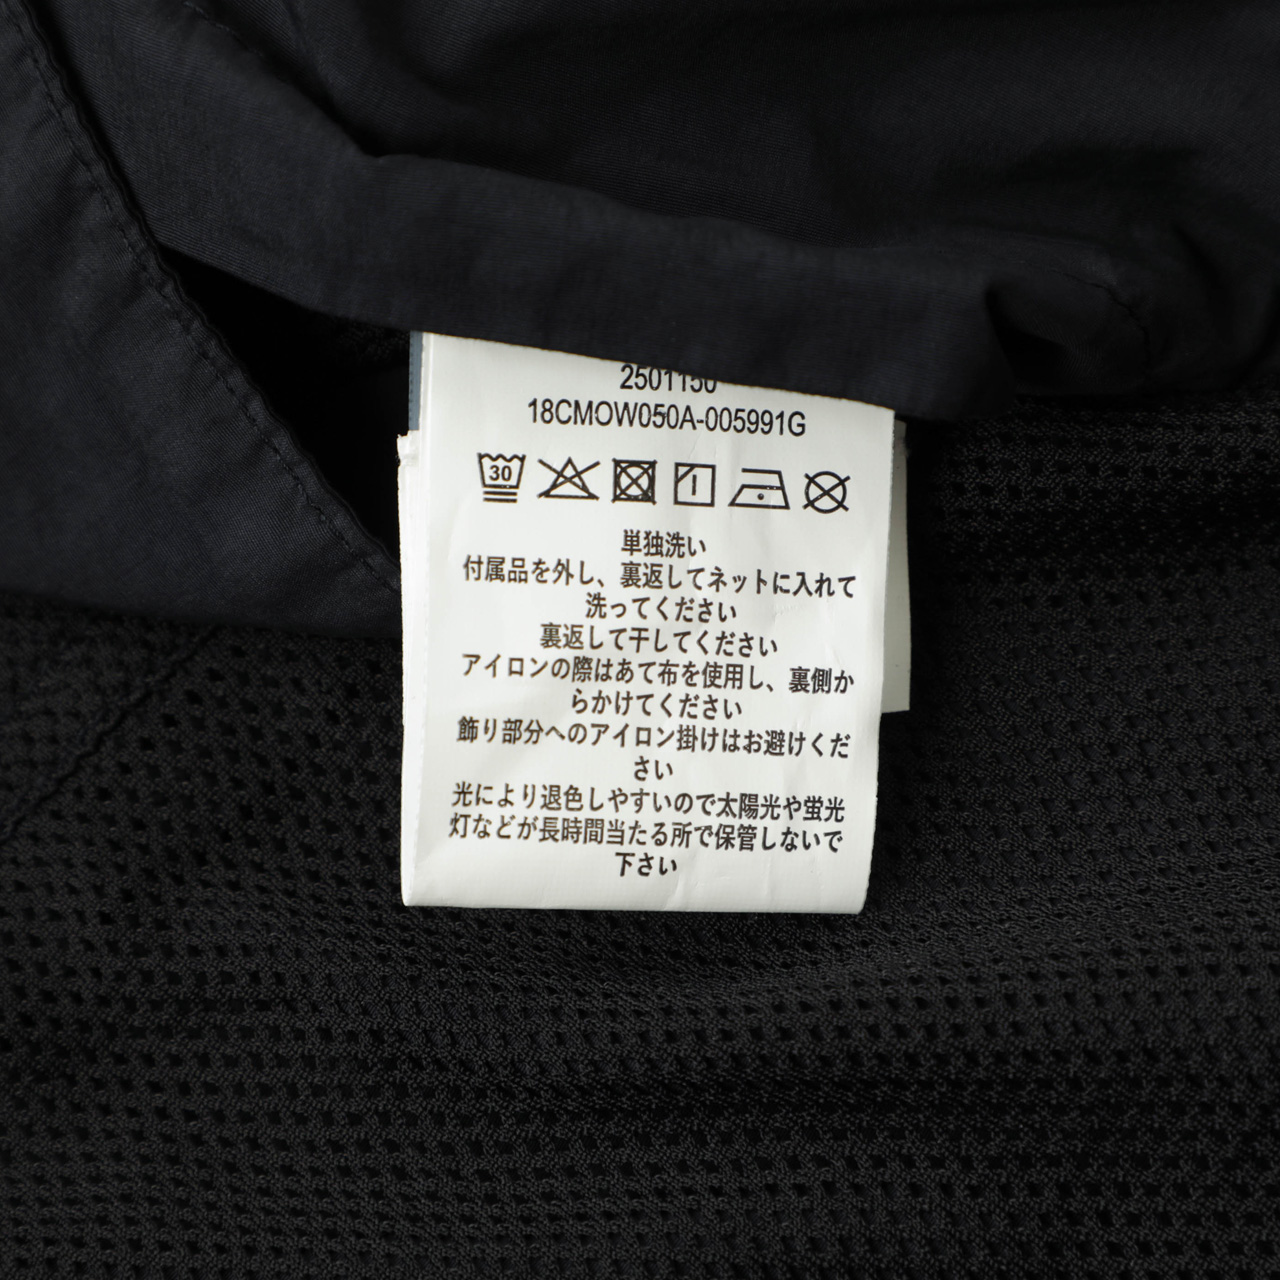 2501150
18CMOW050A-005991G
30
単独洗い
付属品を外し、裏返してネットに入れて
洗ってください
裏返して干してください
アイロンの際はあて布を使用し、裏側か
らかけてください
飾り部分へのアイロン掛けはお避けくだ
さい
光により退色しやすいので太陽光や蛍光
灯などが長時間当たる所で保管しないで
下さい